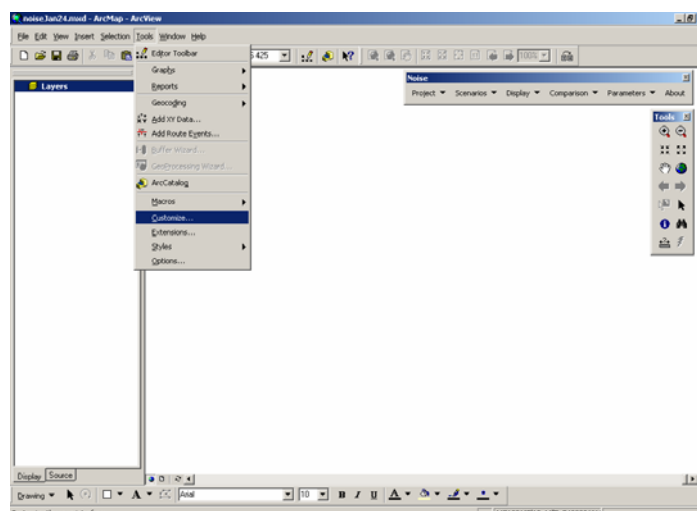 noiseJan24.mxd - ArcMap - ArcView
File Edit View Insert Selection Tools Window Help
100%
Layers
Editor Toolbar
Graphs
Reports
Geocoding
Add XY Data...
Add Route Events...
Buffer Wizard...
GeoProcessing Wizard...
ArcCatalog
Macros
Customize...
Extensions...
Styles
Options...
Noise
Project Scenarios Display Comparison Parameters About
Tools
Display Source
Drawing A Arial 10 B I U A